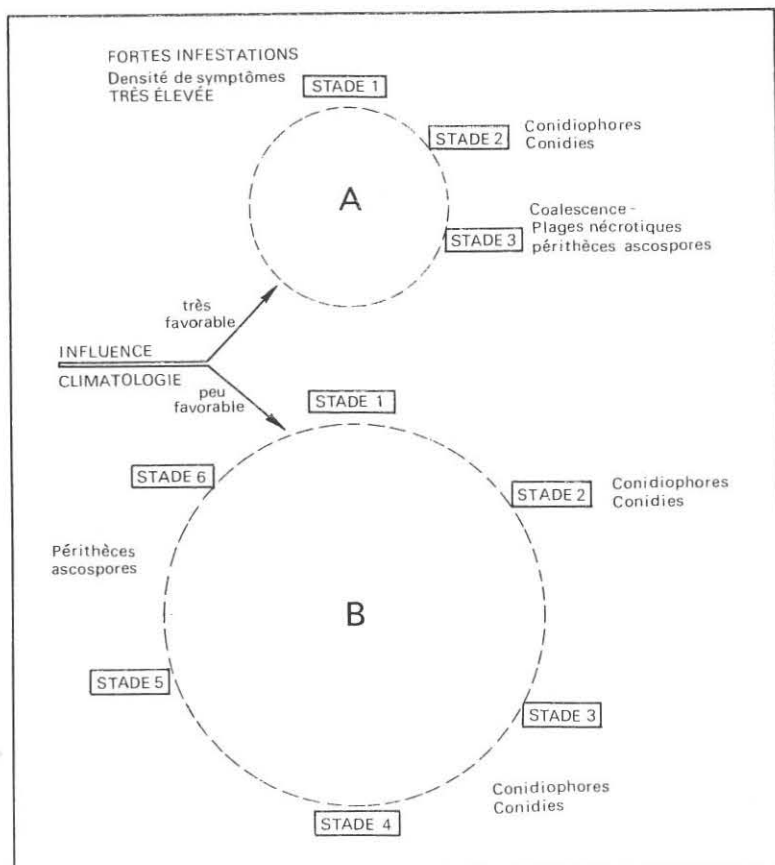 FORTES INFESTATIONS
Densité de symptômes
TRÈS ÉLEVÉE
STADE 1
STADE 2
Conidiophores
Conidies
A
STADE 3
Coalescence -
Plages nécrotiques
périthèces ascospores
très
favorable
INFLUENCE
CLIMATOLOGIE
peu
favorable
STADE 1
STADE 6
STADE 2
Conidiophores
Conidies
Périthèces
ascospores
B
STADE 5
STADE 3
Conidiophores
Conidies
STADE 4